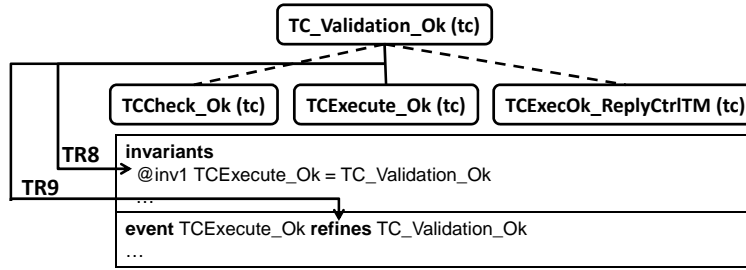 TC_Validation_Ok (tc)
TCCheck_Ok (tc)
TCExecute_Ok (tc)
TCExecOk_ReplyCtrlTM (tc)
TR8
TR9
invariants
@inv1 TCExecute_Ok = TC_Validation_Ok
...
event TCExecute_Ok refines TC_Validation_Ok
...